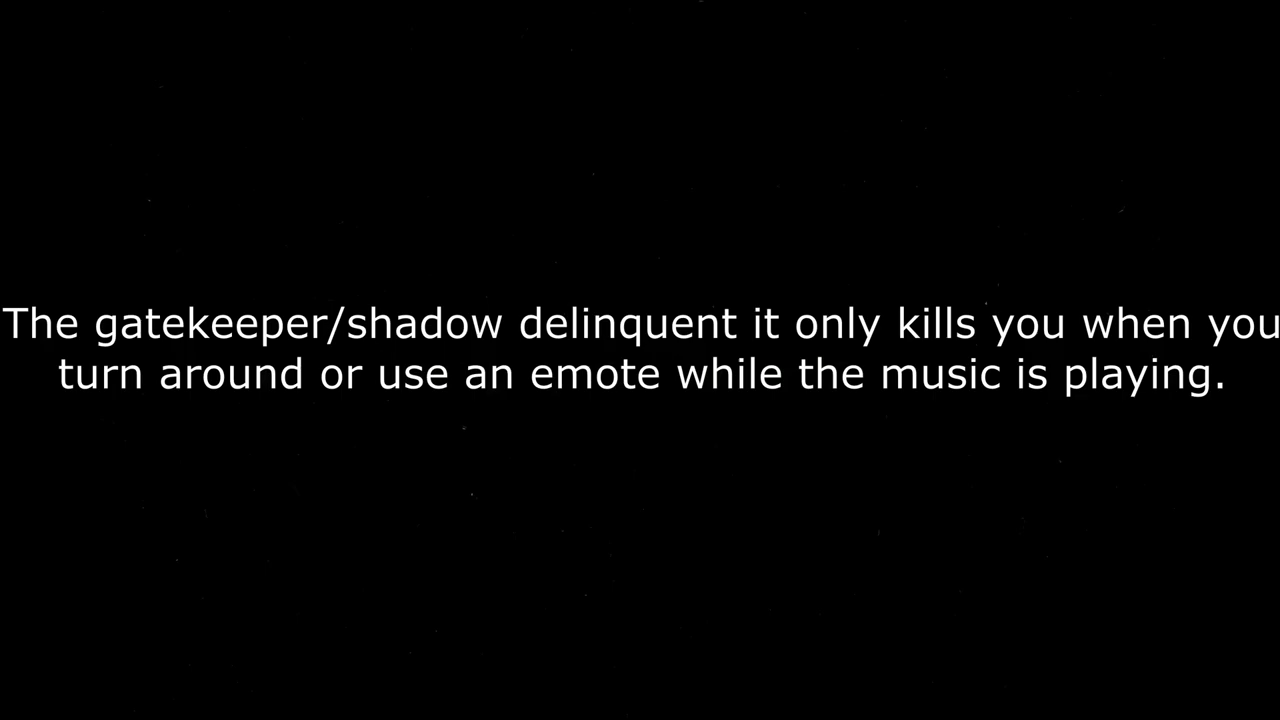 The gatekeeper/shadow delinquent it only kills you when you
turn around or use an emote while the music is playing.